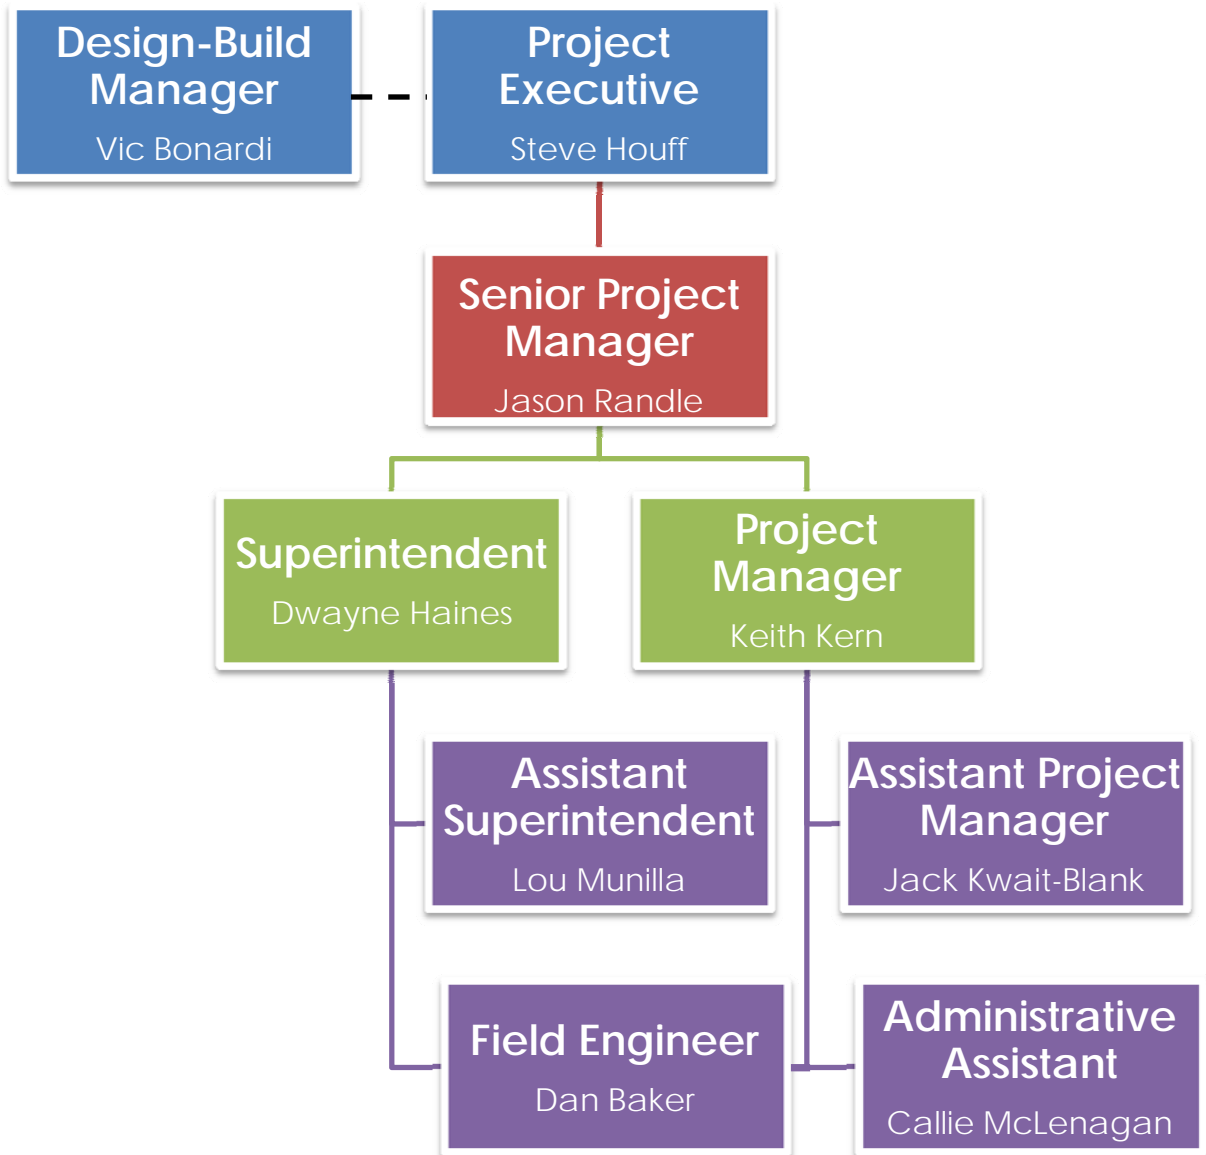 Design-Build
Manager
Vic Bonardi
Project
Executive
Steve Houff
Senior Project
Manager
Jason Randle
Superintendent
Dwayne Haines
Project
Manager
Keith Kern
Assistant
Superintendent
Lou Munilla
Assistant Project
Manager
Jack Kwait-Blank
Field Engineer
Dan Baker
Administrative
Assistant
Callie McLenagan